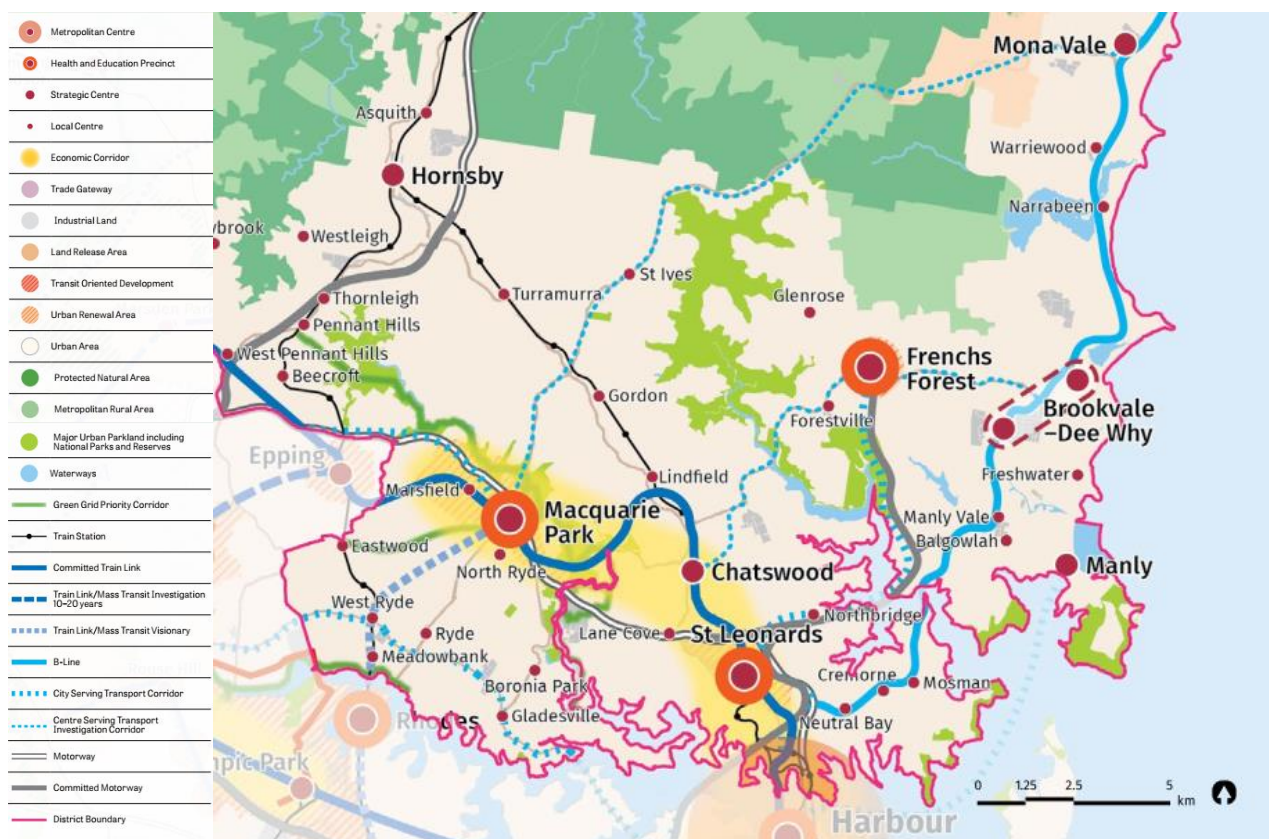 Metropolitan Centre
Health and Education Precinct
Strategic Centre
Local Centre
Economic Corridor
Trade Gateway
Industrial Land
Land Release Area
Transit Oriented Development
Urban Renewal Area
Urban Area
Protected Natural Area
Metropolitan Rural Area
Major Urban Parkland including
National Parks and Reserves
Waterways
Green Grid Priority Corridor
Train Station
Committed Train Link
Train Link/Mass Transit Investigation
10–20 years
Train Link/Mass Transit Visionary
B-Line
City Serving Transport Corridor
Centre Serving Transport
Investigation Corridor
Motorway
Committed Motorway
District Boundary
Mona Vale
Asquith
Warriewood
Hornsby
Narrabeen
ybrook
Westleigh
St Ives
Thornleigh
Turramurra
Glenrose
Pennant Hills
West Pennant Hills
Beecroft
Frenchs
Forest
Gordon
Forestville
Brookvale
–Dee Why
Epping
Lindfield
Freshwater
Marsfield
Macquarie
Park
Manly Vale
Balgowlah
Eastwood
North Ryde
Chatswood
Manly
West Ryde
Northbridge
Ryde
Lane Cove
St Leonards
Meadowbank
Boronia Park
Cremorne
Mosman
Rhodes
Gladesville
Neutral Bay
mpic Park
Harbour
0 1.25 2.5 5
km